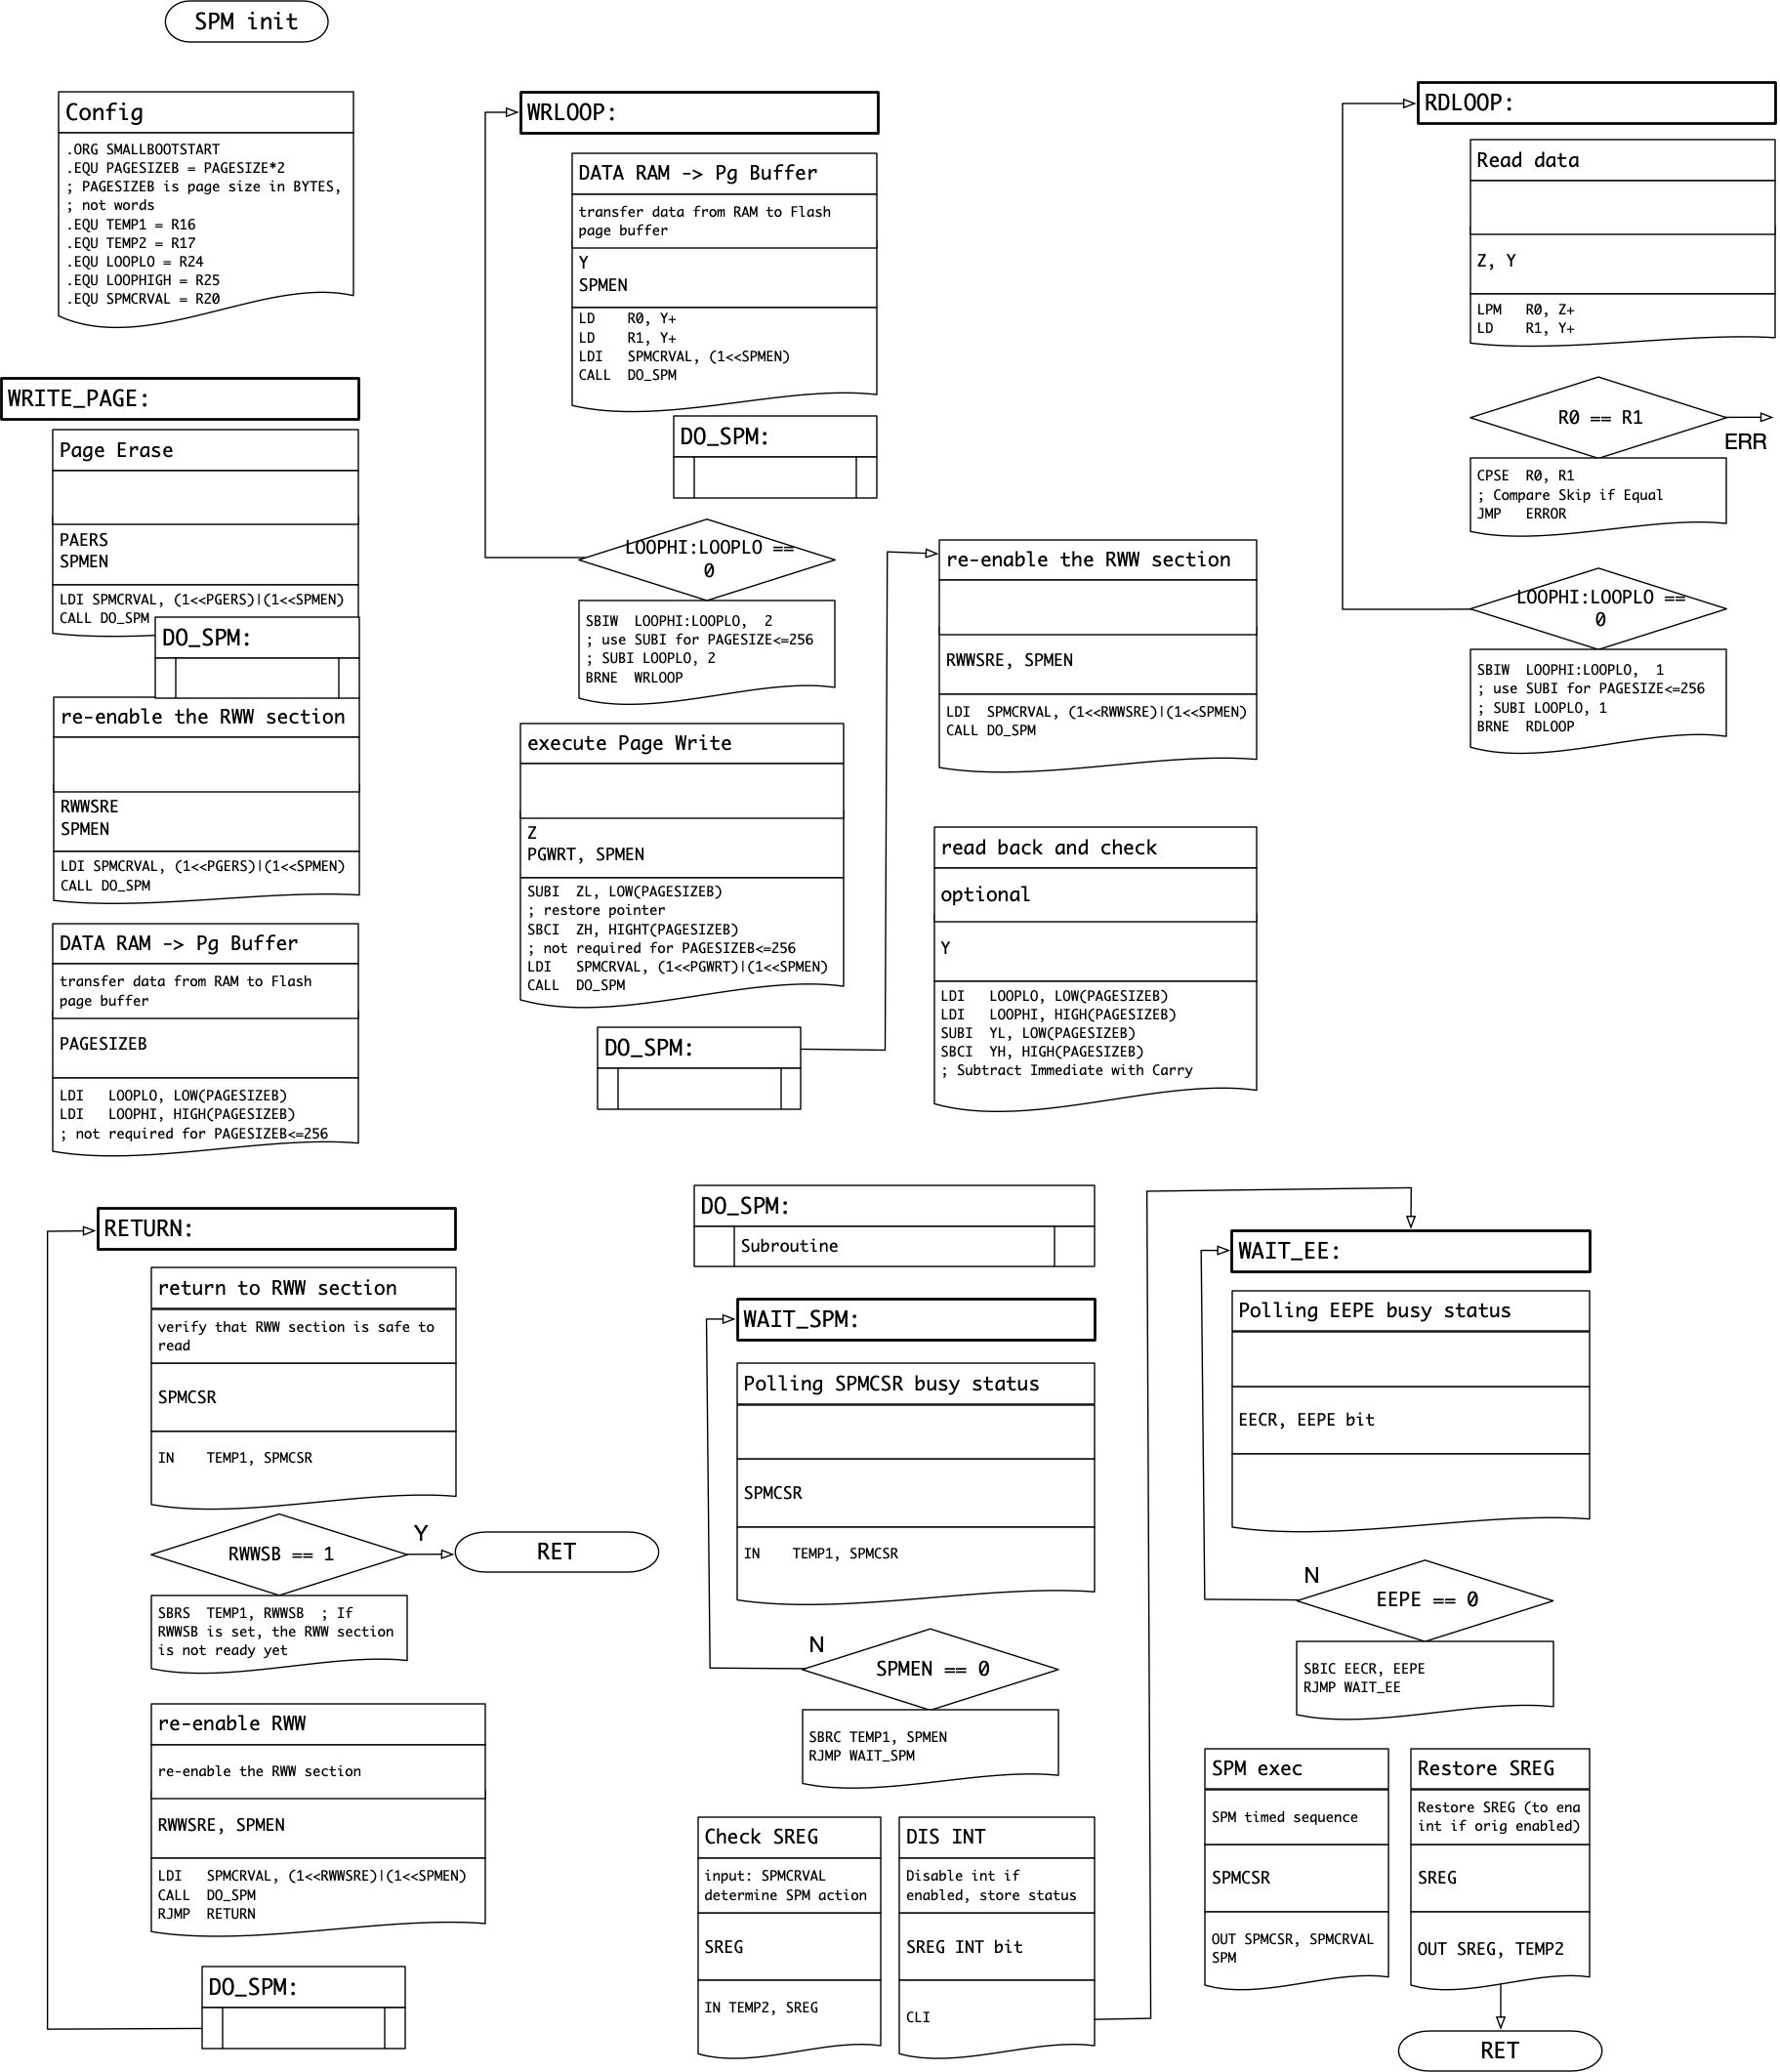 SPM init
Config
.ORG SMALLBOOTSTART
.EQU PAGESIZEB = PAGESIZE*2
; PAGESIZEB is page size in BYTES,
; not words
.EQU TEMP1 = R16
.EQU TEMP2 = R17
.EQU LOOPLO = R24
.EQU LOOPHIGH = R25
.EQU SPMCRVAL = R20
WRITE_PAGE:
Page Erase
PAERS
SPMEN
LDI SPMCRVAL, (1<<PGERS)|(1<<SPMEN)
CALL DO_SPM
DO_SPM:
re-enable the RWW section
RWWSRE
SPMEN
LDI SPMCRVAL, (1<<PGERS)|(1<<SPMEN)
CALL DO_SPM
DATA RAM -> Pg Buffer
transfer data from RAM to Flash
page buffer
PAGESIZEB
LDI LOOPLO, LOW(PAGESIZEB)
LDI LOOPHI, HIGH(PAGESIZEB)
; not required for PAGESIZEB<=256
WRLOOP:
DATA RAM -> Pg Buffer
transfer data from RAM to Flash
page buffer
Y
SPMEN
LD R0, Y+
LD R1, Y+
LDI SPMCRVAL, (1<<SPMEN)
CALL DO_SPM
DO_SPM:
LOOPHI:LOOPLO ==
0
SBIW LOOPHI:LOOPLO, 2
; use SUBI for PAGESIZE<=256
; SUBI LOOPLO, 2
BRNE WRLOOP
execute Page Write
Z
PGWRT, SPMEN
SUBI ZL, LOW(PAGESIZEB)
; restore pointer
SBCI ZH, HIGHT(PAGESIZEB)
; not required for PAGESIZEB<=256
LDI SPMCRVAL, (1<<PGWRT)|(1<<SPMEN)
CALL DO_SPM
DO_SPM:
re-enable the RWW section
RWWSRE, SPMEN
LDI SPMCRVAL, (1<<RWWSRE)|(1<<SPMEN)
CALL DO_SPM
read back and check
optional
Y
LDI LOOPLO, LOW(PAGESIZEB)
LDI LOOPHI, HIGH(PAGESIZEB)
SUBI YL, LOW(PAGESIZEB)
SBCI YH, HIGH(PAGESIZEB)
; Subtract Immediate with Carry
RDLOOP:
Read data
Z, Y
LPM R0, Z+
LD R1, Y+
R0 == R1
ERR
CPSE R0, R1
; Compare Skip if Equal
JMP ERROR
LOOPHI:LOOPLO ==
0
SBIW LOOPHI:LOOPLO, 1
; use SUBI for PAGESIZE<=256
; SUBI LOOPLO, 1
BRNE RDLOOP
RETURN:
return to RWW section
verify that RWW section is safe to
read
SPMCSR
IN TEMP1, SPMCSR
RWWSB == 1
Y
RET
SBRS TEMP1, RWWSB ; If
RWWSB is set, the RWW section
is not ready yet
re-enable RWW
re-enable the RWW section
RWWSRE, SPMEN
LDI SPMCRVAL, (1<<RWWSRE)|(1<<SPMEN)
CALL DO_SPM
RJMP RETURN
DO_SPM:
DO_SPM:
Subroutine
WAIT_SPM:
Polling SPMCSR busy status
SPMCSR
IN TEMP1, SPMCSR
N
SPMEN == 0
SBRC TEMP1, SPMEN
RJMP WAIT_SPM
Check SREG
input: SPMCRVAL
determine SPM action
SREG
IN TEMP2, SREG
DIS INT
Disable int if
enabled, store status
SREG INT bit
CLI
WAIT_EE:
Polling EEPE busy status
EECR, EEPE bit
N
EEPE == 0
SBIC EECR, EEPE
RJMP WAIT_EE
SPM exec
SPM timed sequence
SPMCSR
OUT SPMCSR, SPMCRVAL
SPM
Restore SREG
Restore SREG (to ena
int if orig enabled)
SREG
OUT SREG, TEMP2
RET